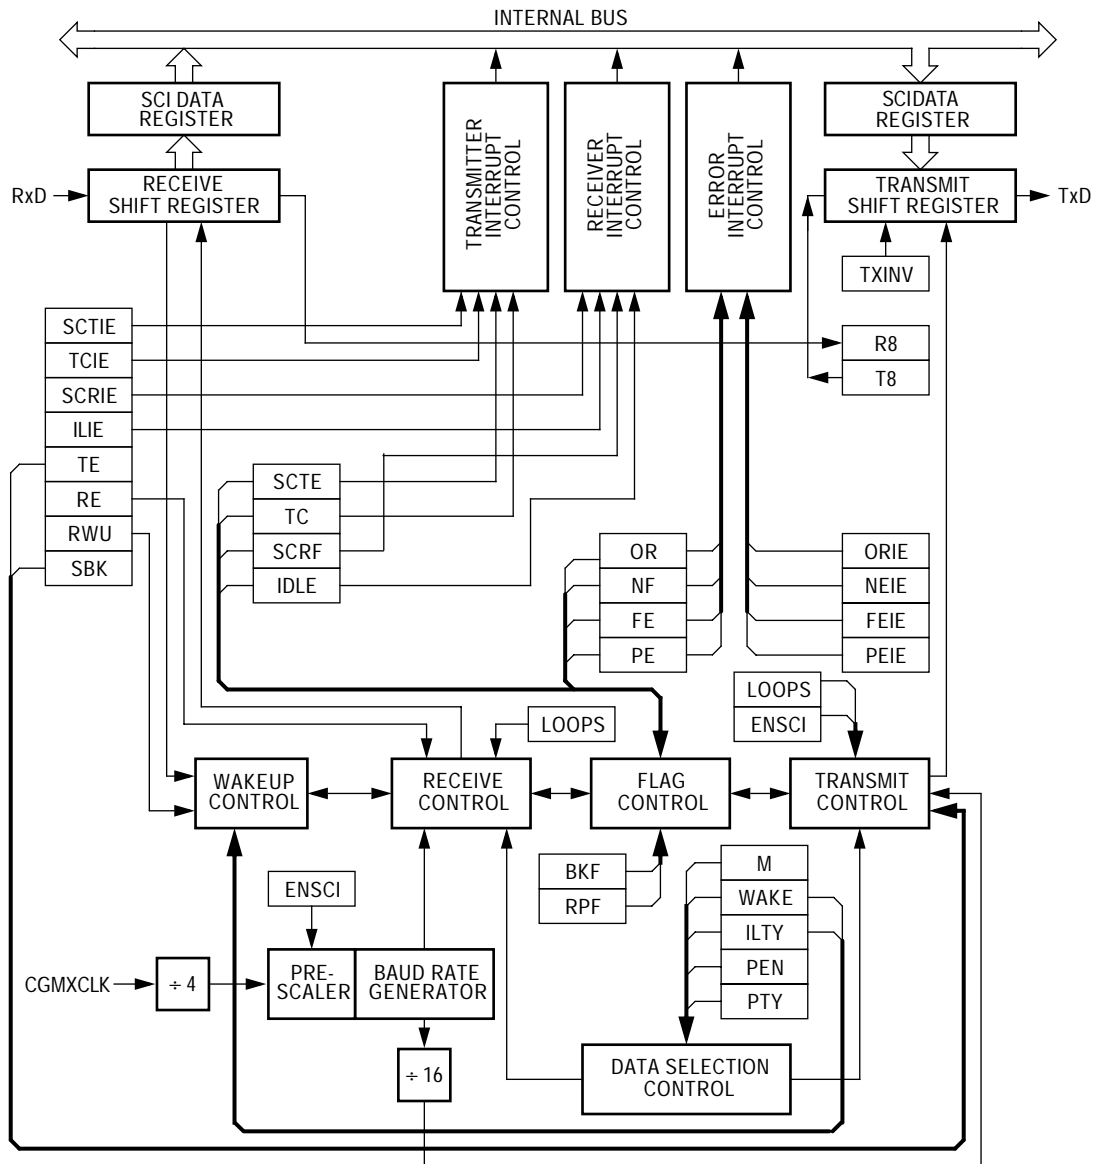 INTERNAL BUS
SCI DATA
REGISTER
SCIDATA
REGISTER
TRANSMITTER
INTERRUPT
CONTROL
RECEIVER
INTERRUPT
CONTROL
ERROR
INTERRUPT
CONTROL
RxD
RECEIVE
SHIFT REGISTER
TRANSMIT
SHIFT REGISTER
TxD
TXINV
SCTIE
TCIE
SCRIE
ILIE
TE
RE
RWU
SBK
R8
T8
SCTE
TC
SCRF
IDLE
OR
NF
FE
PE
ORIE
NEIE
FEIE
PEIE
LOOPS
LOOPS
ENSCI
WAKEUP
CONTROL
RECEIVE
CONTROL
FLAG
CONTROL
TRANSMIT
CONTROL
BKF
RPF
M
WAKE
ILTY
PEN
PTY
ENSCI
CGMXCLK
÷ 4
PRE-
SCALER
BAUD RATE
GENERATOR
÷ 16
DATA SELECTION
CONTROL